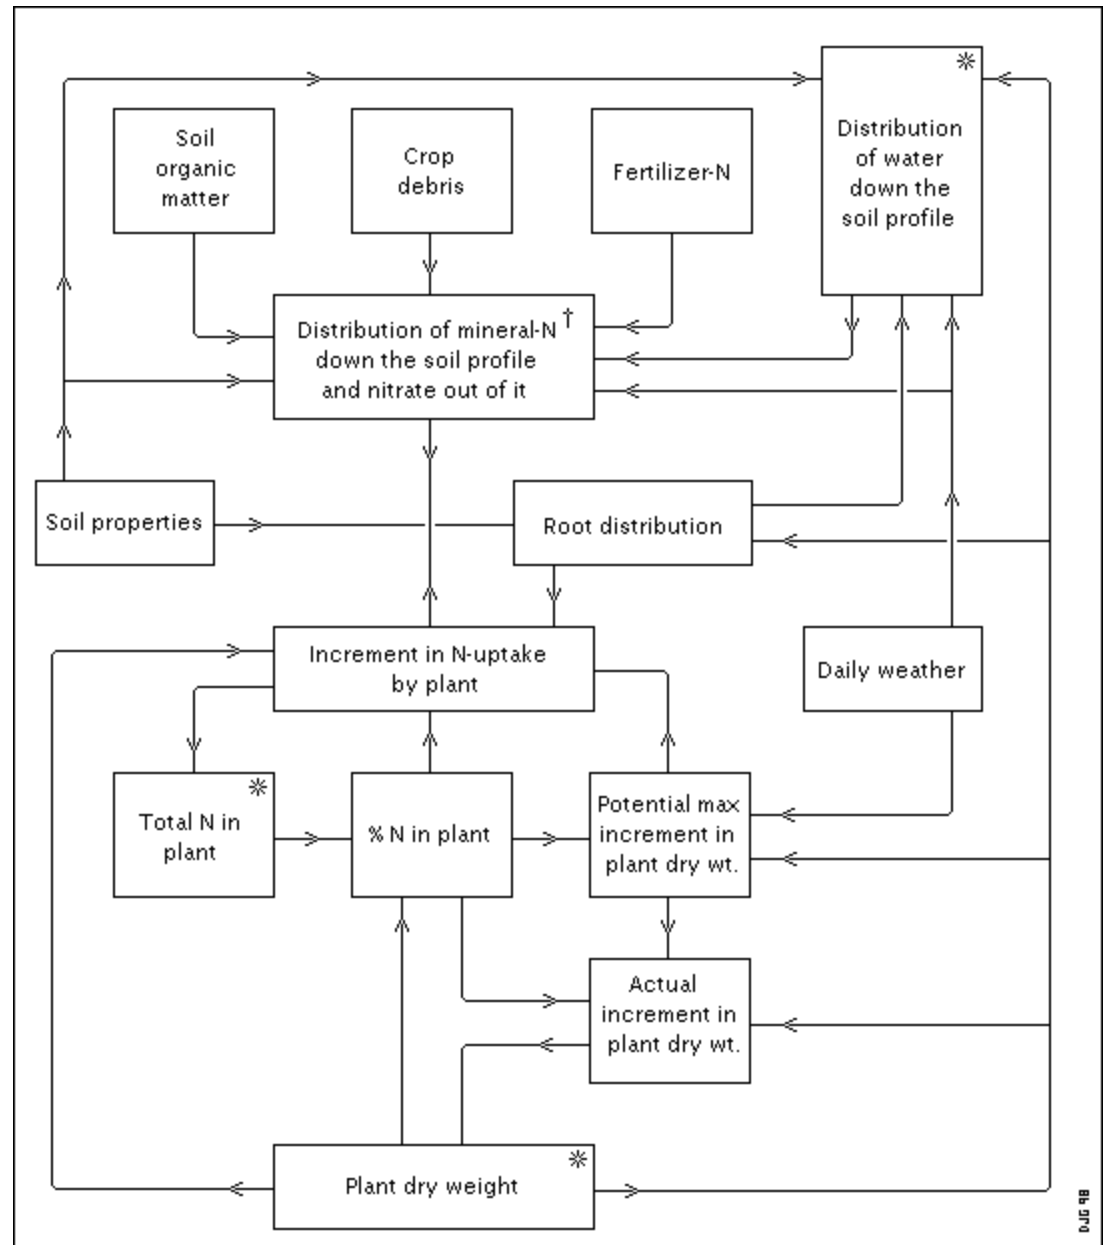 Soil
organic
matter
Crop
debris
Fertilizer-N
Distribution
of water
down the
soil profile
Distribution of mineral-N †
down the soil profile
and nitrate out of it
Soil properties
Root distribution
Increment in N-uptake
by plant
Daily weather
Total N in
plant
% N in plant
Potential max
increment in
plant dry wt.
Actual
increment in
plant dry wt.
Plant dry weight
DJG 98